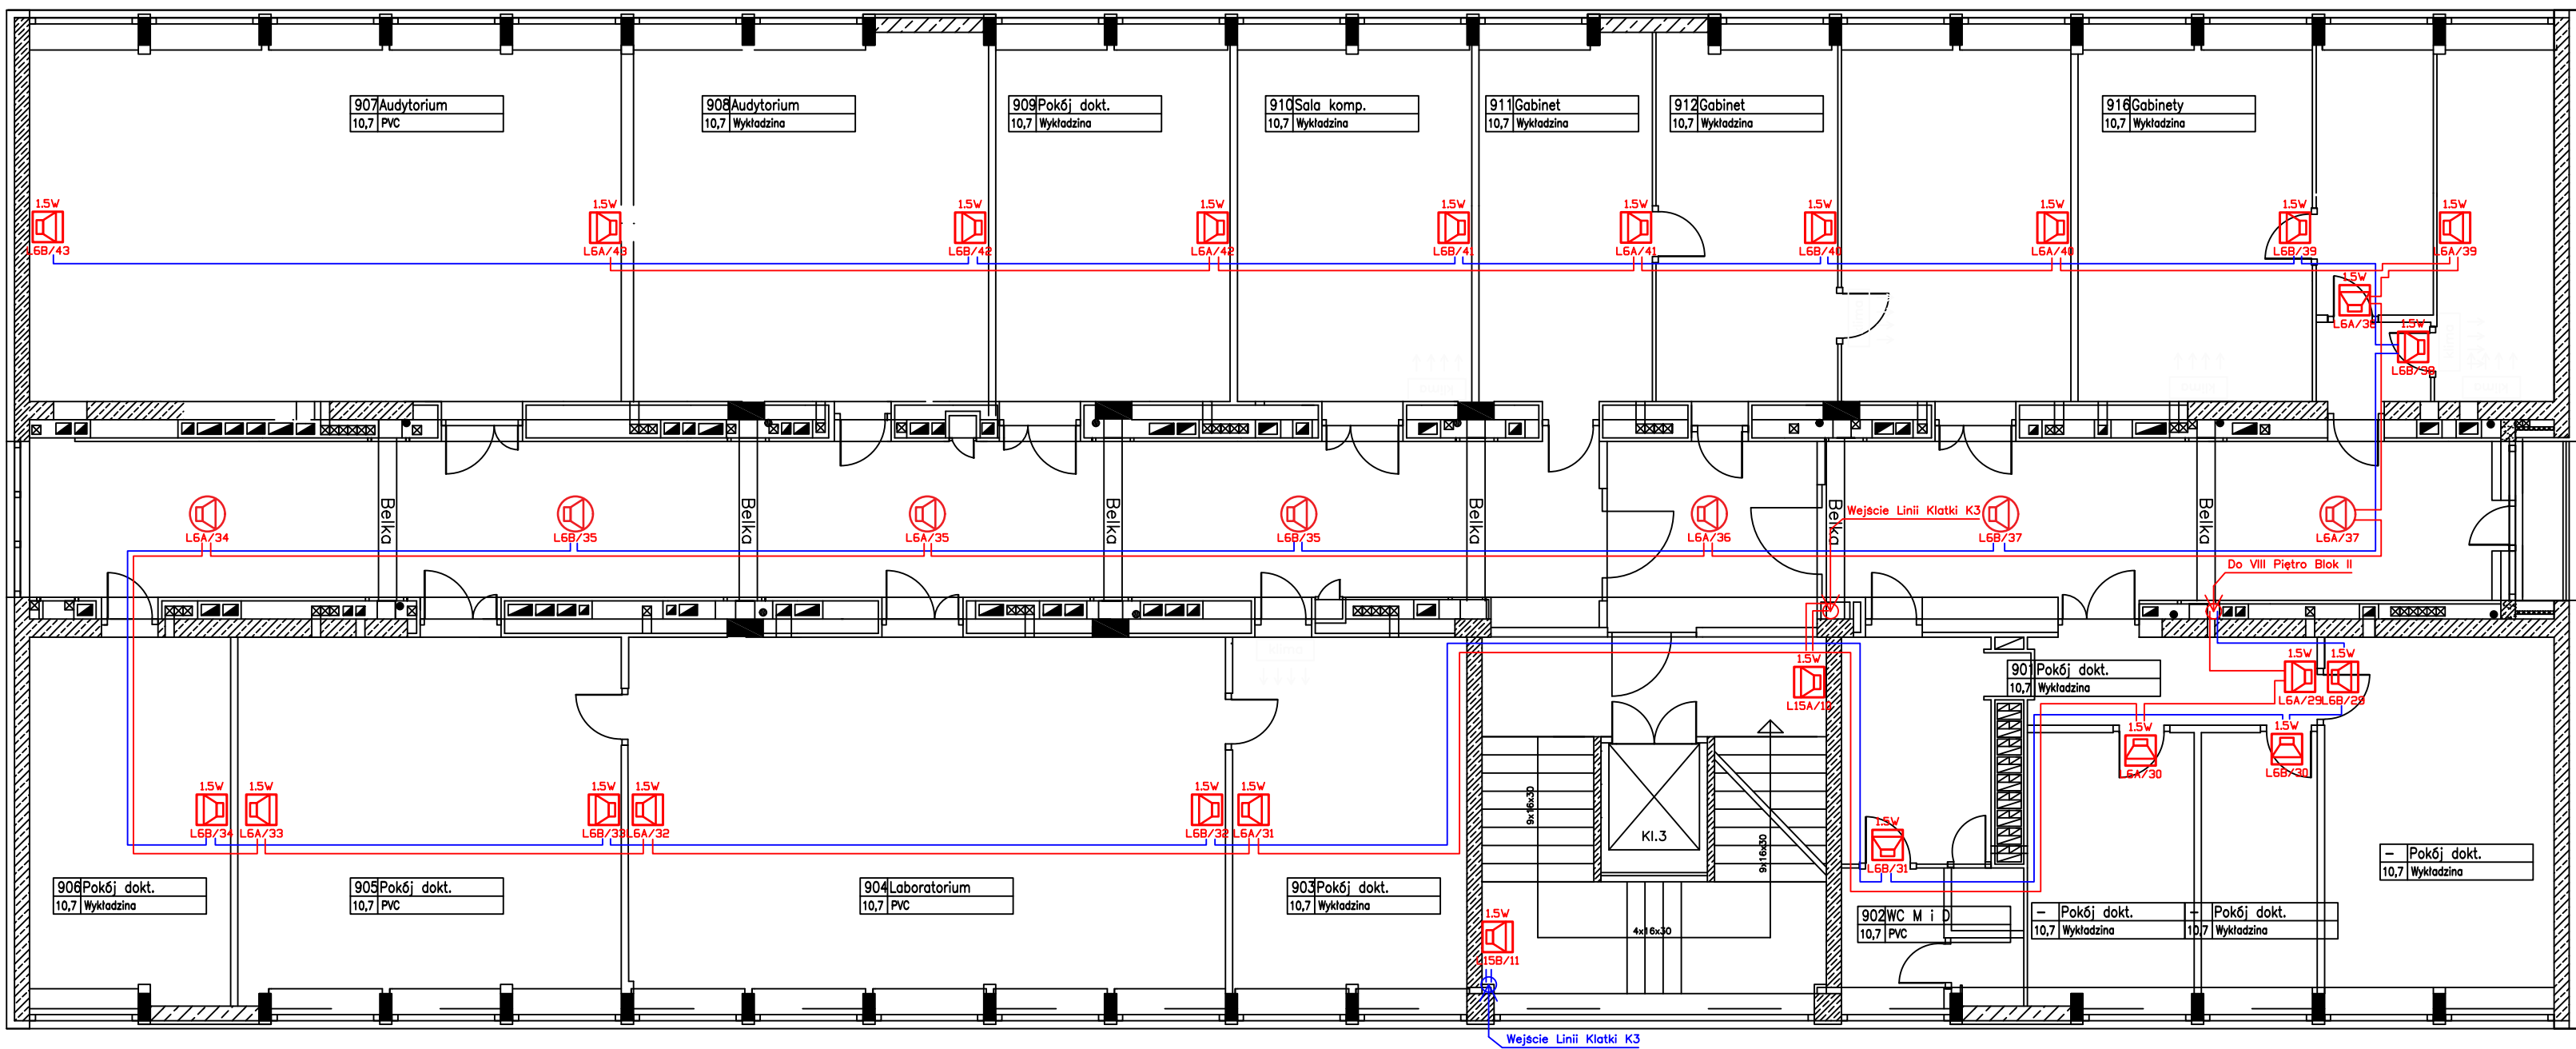 907 Audytorium
10,7 PVC
908 Audytorium
10,7 Wykładzina
909 Pokój dokt.
10,7 Wykładzina
910 Sala komp.
10,7 Wykładzina
911 Gabinet
10,7 Wykładzina
912 Gabinet
10,7 Wykładzina
916 Gabinety
10,7 Wykładzina
1.5W
L6B/43
1.5W
L6A/43
1.5W
L6B/42
1.5W
L6A/42
1.5W
L6B/41
1.5W
L6A/41
1.5W
L6B/40
1.5W
L6A/40
1.5W
L6B/39
1.5W
L6A/39
1.5W
L6A/38
1.5W
L6B/38
L6A/34
Belka
L6B/35
Belka
L6A/35
Belka
L6B/35
Belka
L6A/36
Belka
Wejście Linii Klatki K3
L6B/37
Belka
L6A/37
Do VIII Piętro Blok II
1.5W
L15A/10
901 Pokój dokt.
10,7 Wykładzina
1.5W
L6A/29
1.5W
L6B/29
1.5W
L6A/30
1.5W
L6B/30
1.5W
L6B/34
1.5W
L6A/33
1.5W
L6B/33
1.5W
L6A/32
1.5W
L6B/32
1.5W
L6A/31
9x16x30
Kl.3
9x16x30
1.5W
L6B/31
906 Pokój dokt.
10,7 Wykładzina
905 Pokój dokt.
10,7 PVC
904 Laboratorium
10,7 PVC
903 Pokój dokt.
10,7 Wykładzina
1.5W
L15B/11
4x16x30
902 WC M i D
10,7 PVC
– Pokój dokt.
10,7 Wykładzina
– Pokój dokt.
10,7 Wykładzina
– Pokój dokt.
10,7 Wykładzina
Wejście Linii Klatki K3